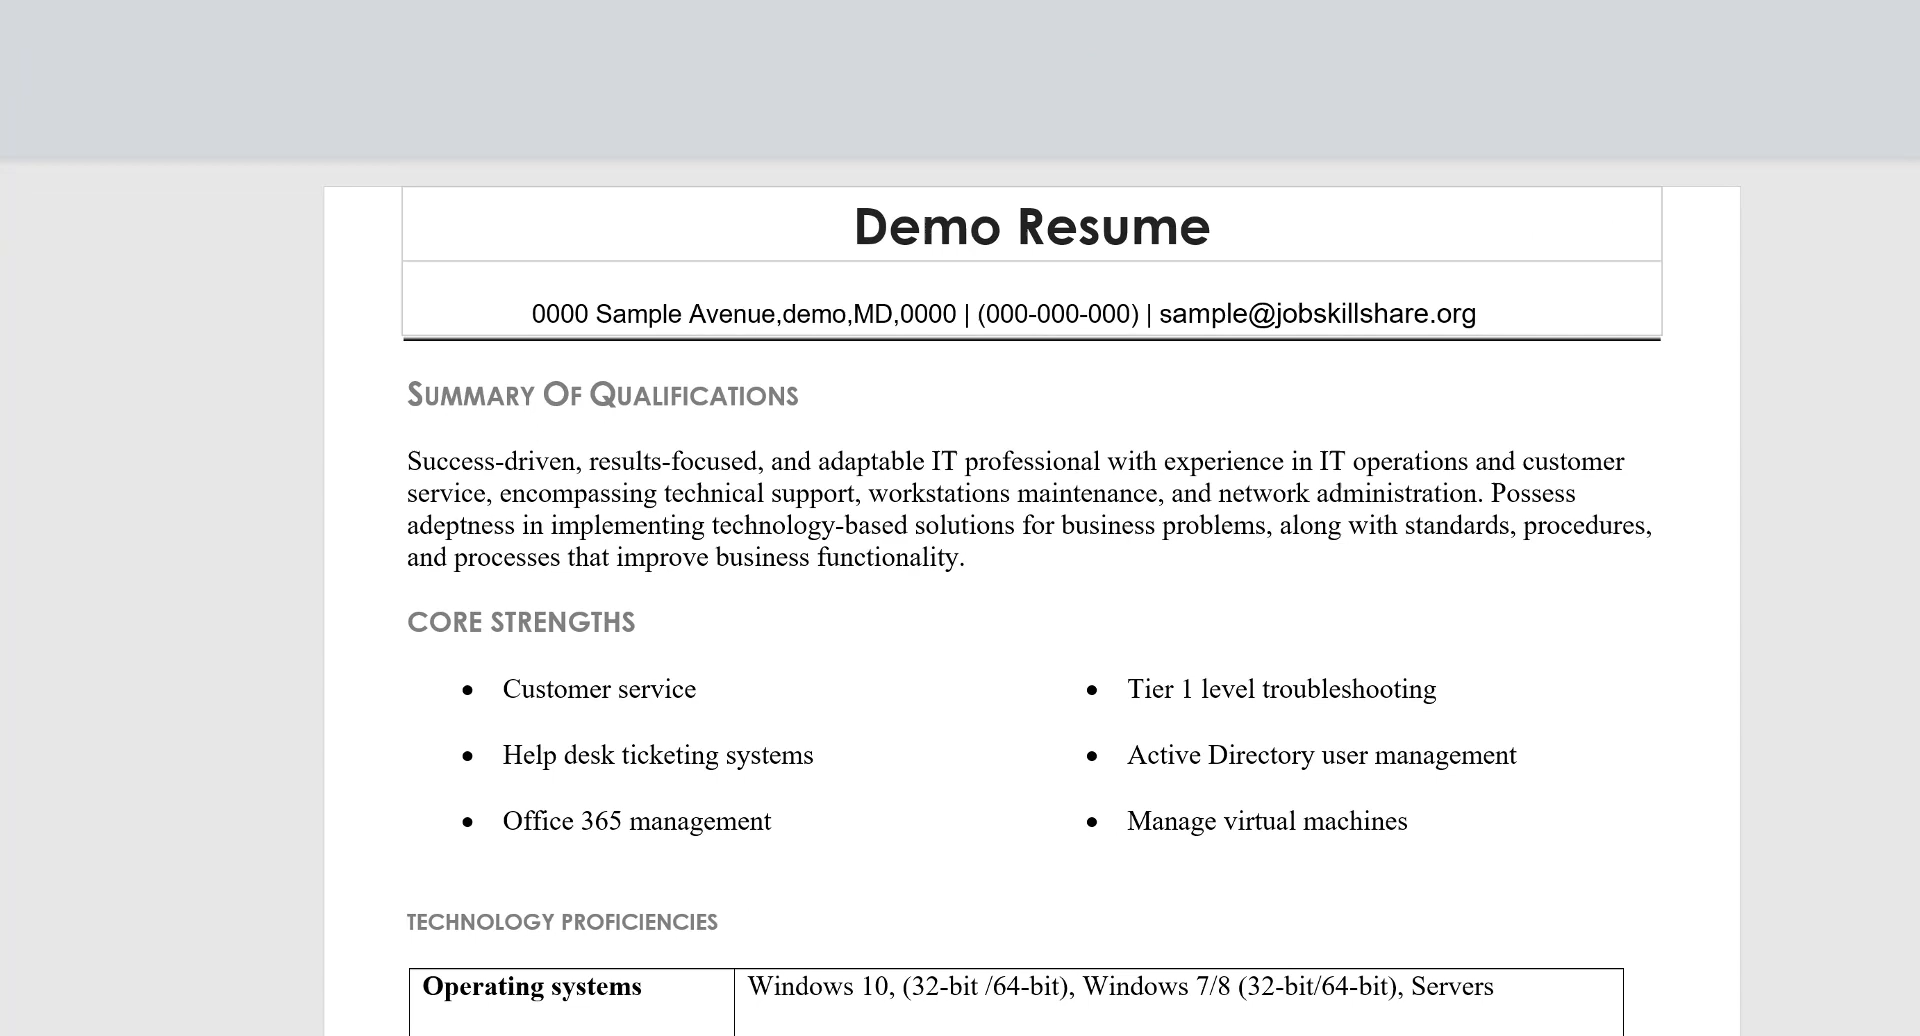 Demo Resume
0000 Sample Avenue,demo,MD,0000 | (000-000-000) | sample@jobskillshare.org
SUMMARY OF QUALIFICATIONS
Success-driven, results-focused, and adaptable IT professional with experience in IT operations and customer
service, encompassing technical support, workstations maintenance, and network administration. Possess
adeptness in implementing technology-based solutions for business problems, along with standards, procedures,
and processes that improve business functionality.
CORE STRENGTHS
• Customer service
• Help desk ticketing systems
• Office 365 management
• Tier 1 level troubleshooting
• Active Directory user management
• Manage virtual machines
TECHNOLOGY PROFICIENCIES
Operating systems
Windows 10, (32-bit /64-bit), Windows 7/8 (32-bit/64-bit), Servers